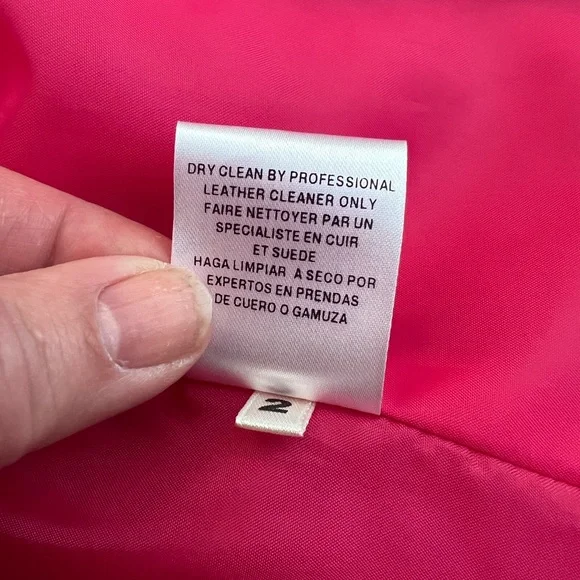 DRY CLEAN BY PROFESSIONAL
LEATHER CLEANER ONLY
FAIRE NETTOYER PAR UN
SPECIALISTE EN CUIR
ET SUEDE
HAGA LIMPIAR A SECO POR
EXPERTOS EN PRENDAS
DE CUERO O GAMUZA
2